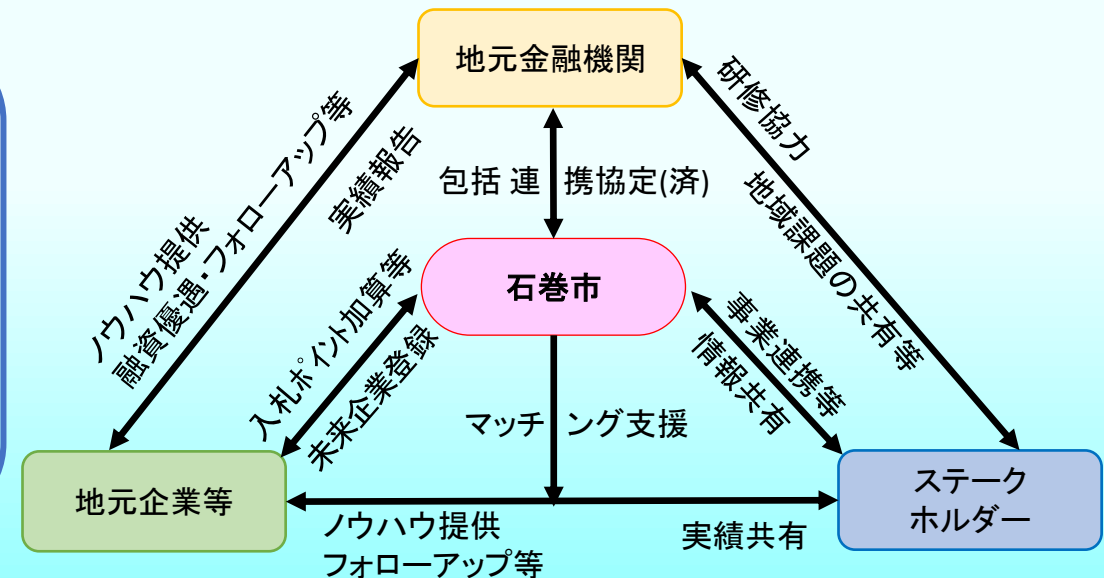 地元金融機関
ノウハウ提供
融資優遇・フォローアップ等
実績報告
包括連携協定(済)
研修協力
地域課題の共有等
石巻市
入札ポイント加算等
未来企業登録
マッチング支援
事業連携等
情報共有
地元企業等
ステーク
ホルダー
ノウハウ提供
フォローアップ等
実績共有